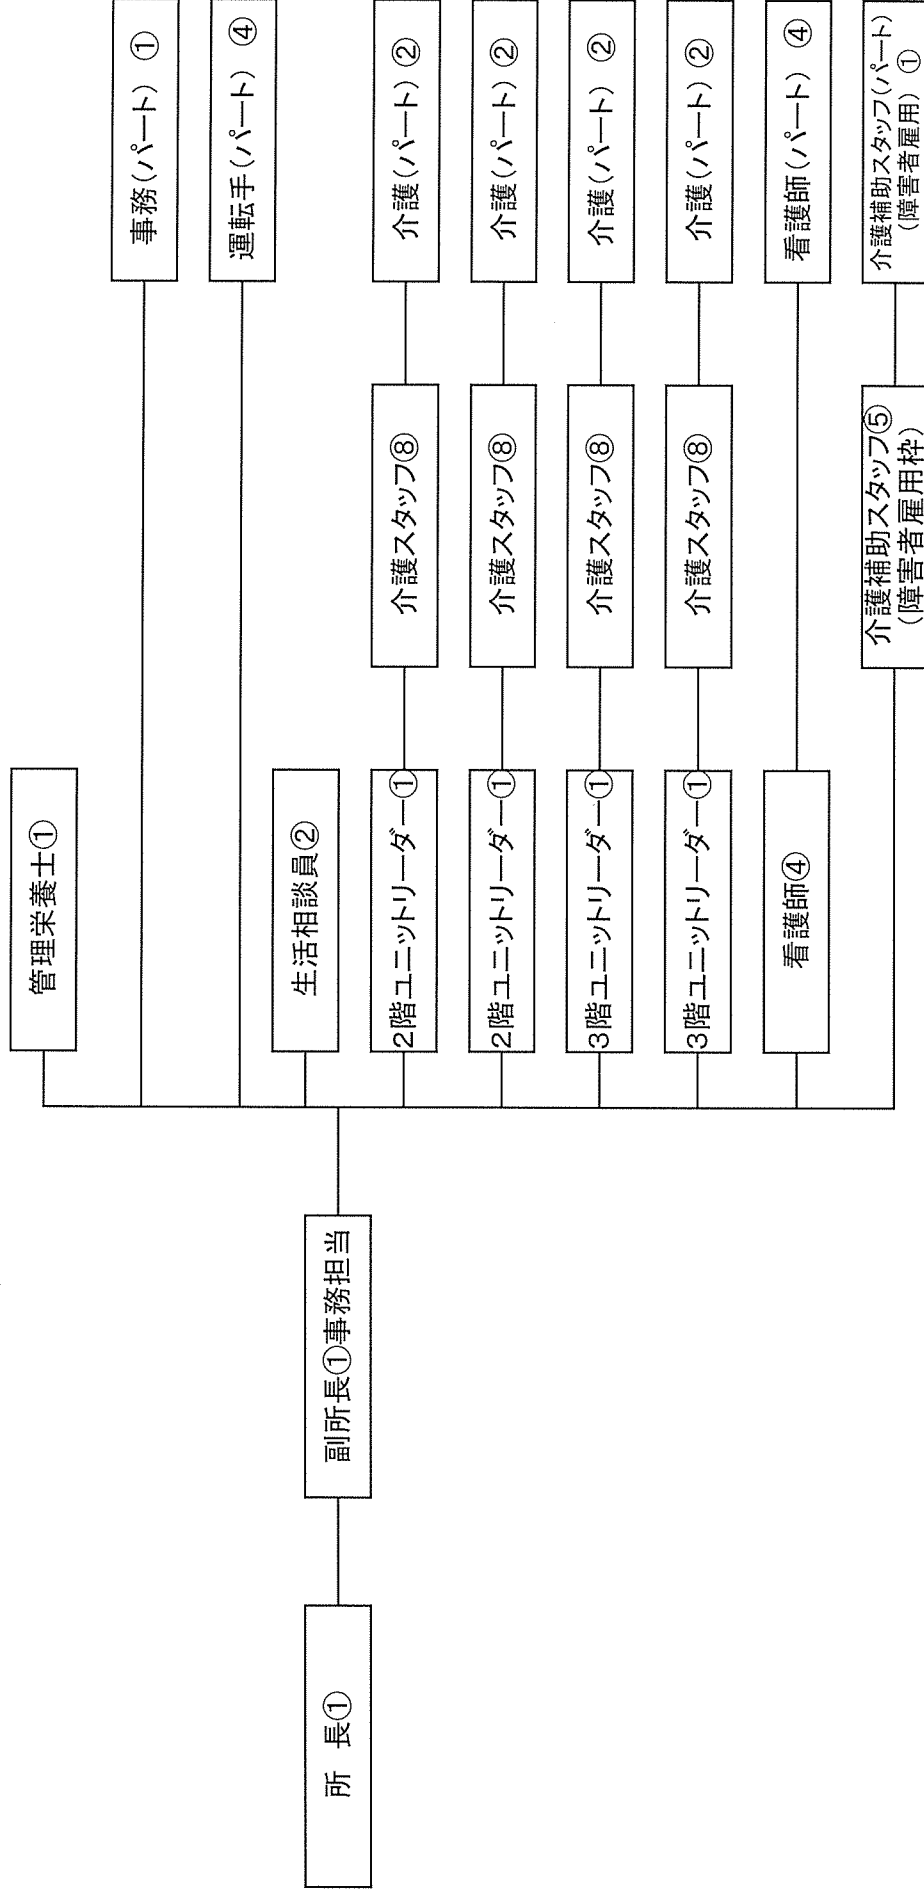 所　長①
副所長①事務担当
管理栄養士①
事務(パート) ①
運転手(パート) ④
生活相談員②
2階ユニットリーダー①
介護スタッフ⑧
介護(パート) ②
2階ユニットリーダー①
介護スタッフ⑧
介護(パート) ②
3階ユニットリーダー①
介護スタッフ⑧
介護(パート) ②
3階ユニットリーダー①
介護スタッフ⑧
介護(パート) ②
看護師④
看護師(パート) ④
介護補助スタッフ⑤
(障害者雇用枠)
介護補助スタッフ(パート)
(障害者雇用) ①